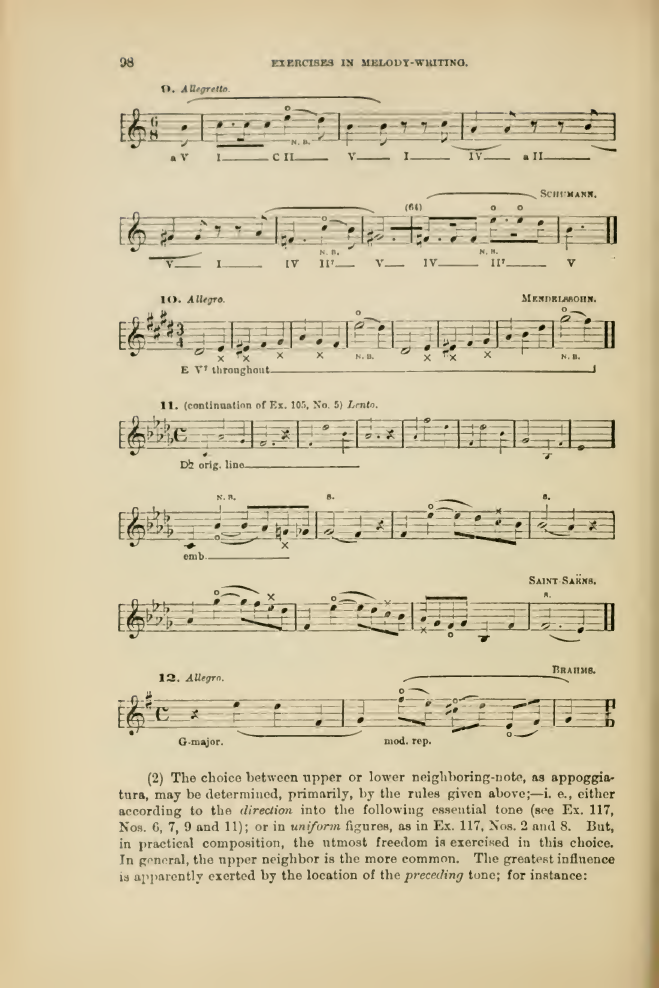 98 EXERCISES IN MELODY-WRITING.
9. Allegretto.
N. B.
a V I C II V I IV a II
SCHUMANN.
(64)
N. B. N. B.
V I IV II⁷ V IV II⁷ V
10. Allegro. MENDELSSOHN.
× × × × N. B. × × × N. B.
E V⁷ throughout
11. (continuation of Ex. 105, No. 5) Lento.
D♭ orig. line
N. B. S. × S.
×
emb.
SAINT SAËNS.
× × S.
×
12. Allegro. BRAHMS.
G-major. mod. rep.
(2) The choice between upper or lower neighboring-note, as appoggia-
tura, may be determined, primarily, by the rules given above;—i. e., either
according to the direction into the following essential tone (see Ex. 117,
Nos. 6, 7, 9 and 11); or in uniform figures, as in Ex. 117, Nos. 2 and 8. But,
in practical composition, the utmost freedom is exercised in this choice.
In general, the upper neighbor is the more common. The greatest influence
is apparently exerted by the location of the preceding tone; for instance: